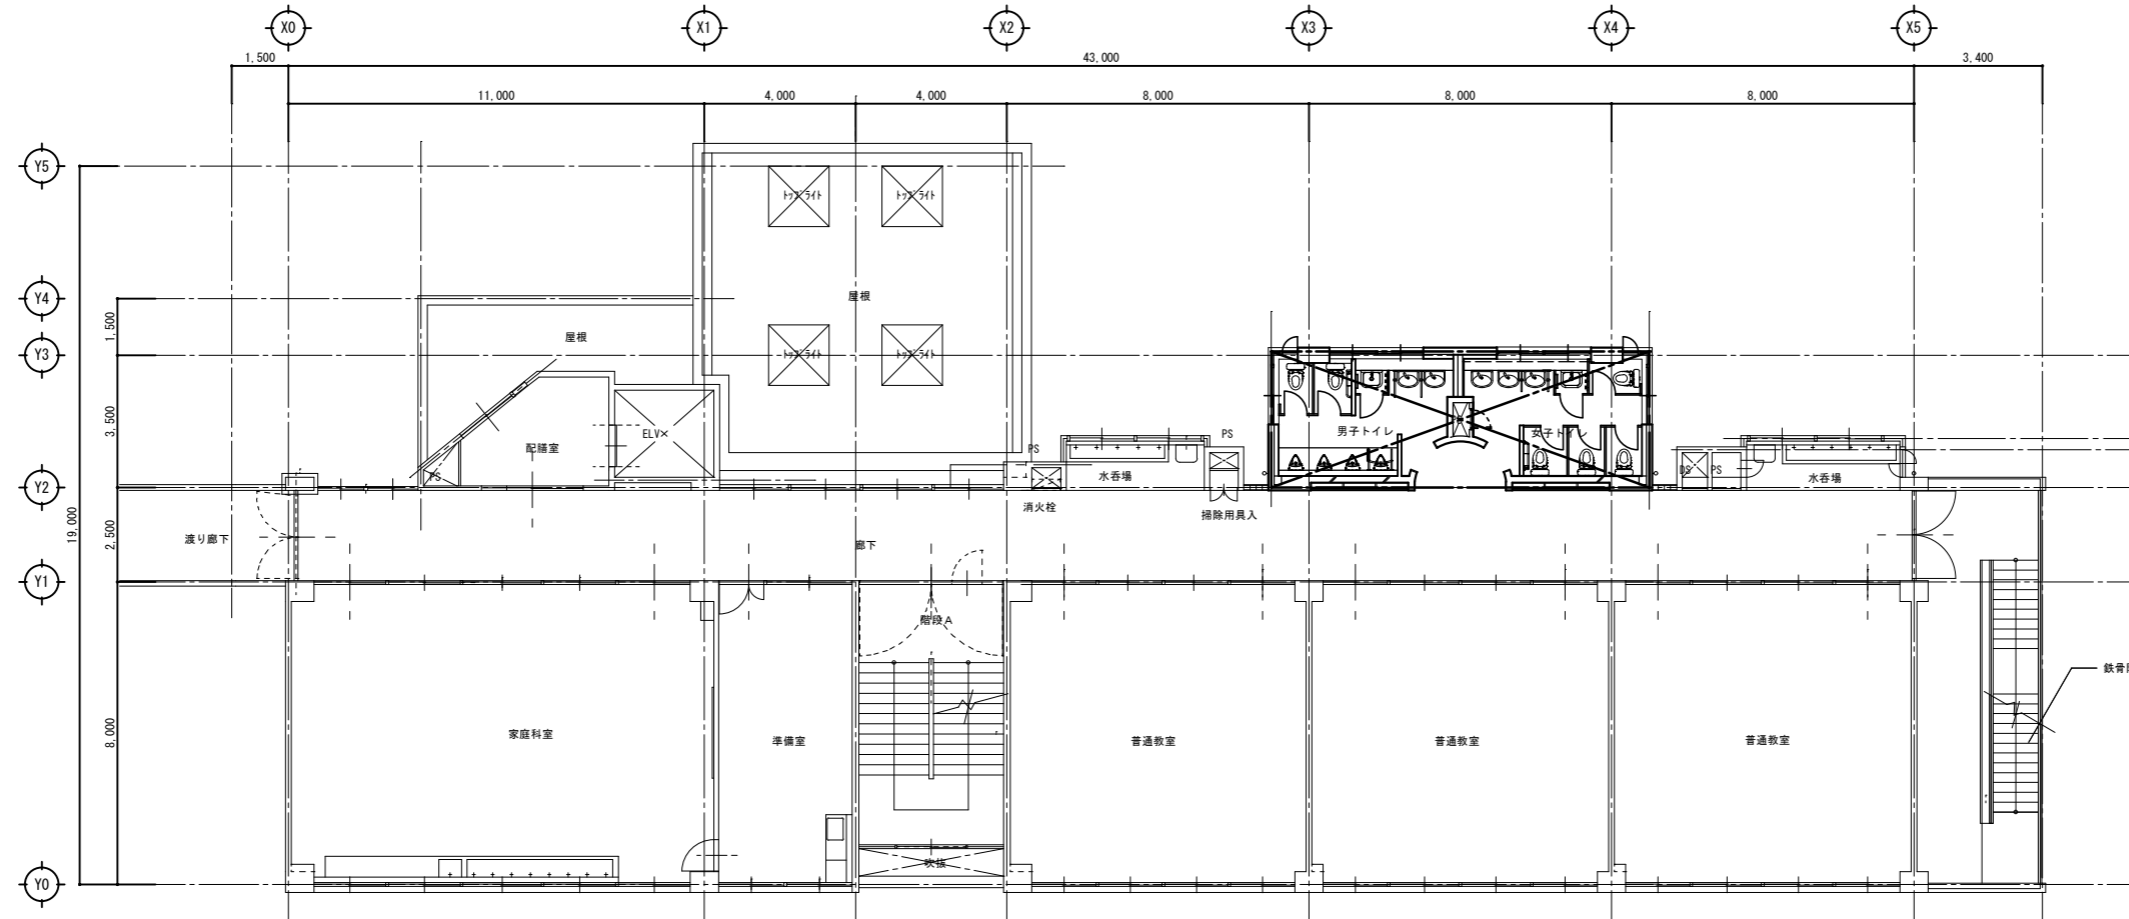 X0 X1 X2 X3 X4 X5
1,500 43,000 3,400
11,000 4,000 4,000 8,000 8,000 8,000
Y5
トップライト トップライト
Y4
屋根
1,500
屋根
Y3
トップライト トップライト
3,500
ELV×
配膳室
男子トイレ 女子トイレ
PS PS
PS 水呑場 DS PS 水呑場
Y2
消火栓 掃除用具入
19,000
2,500
渡り廊下 廊下
Y1
階段A
鉄骨
8,000
家庭科室 準備室 普通教室 普通教室 普通教室
吹抜
Y0